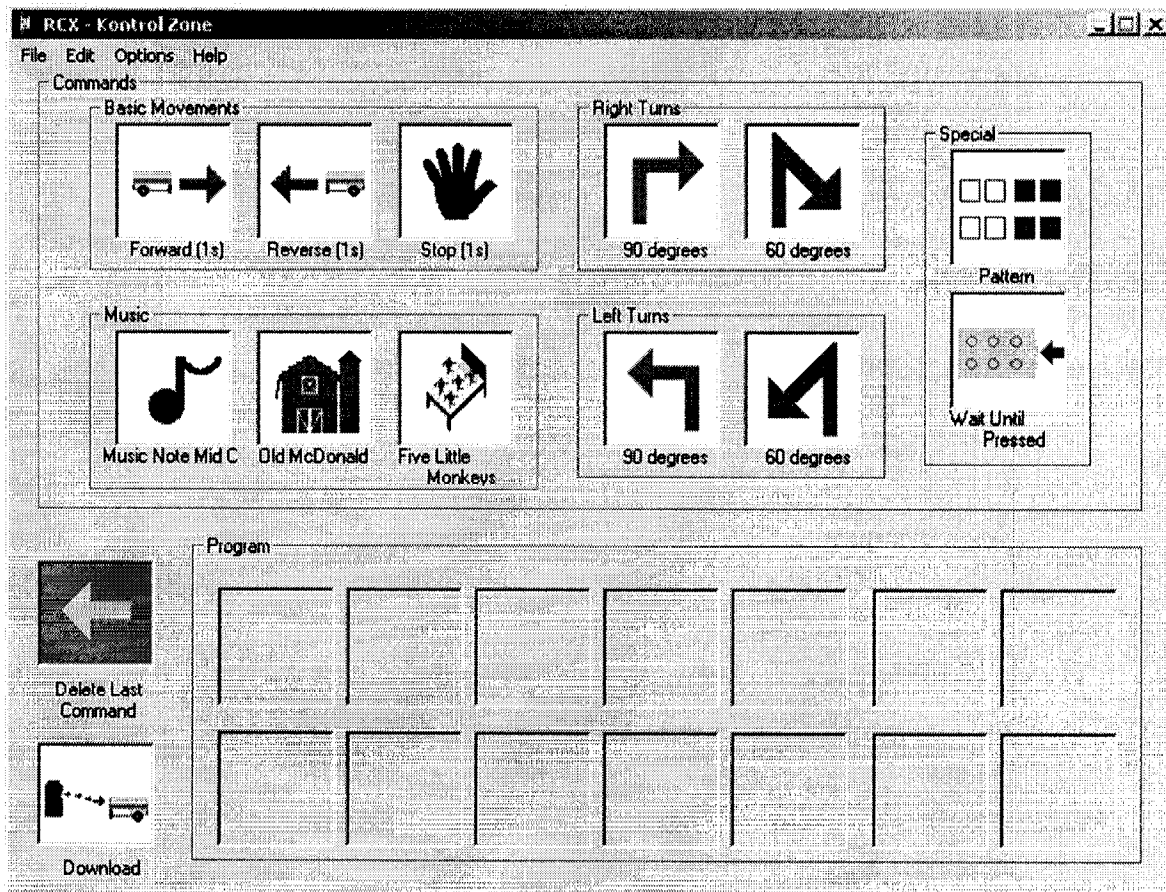 RCX - Kontrol Zone
File Edit Options Help
Commands
Basic Movements
Forward (1s) Reverse (1s) Stop (1s)
Right Turns
90 degrees 60 degrees
Special
Pattern
Wait Until
Pressed
Music
Music Note Mid C Old McDonald Five Little
Monkeys
Left Turns
90 degrees 60 degrees
Program
Delete Last
Command
Download